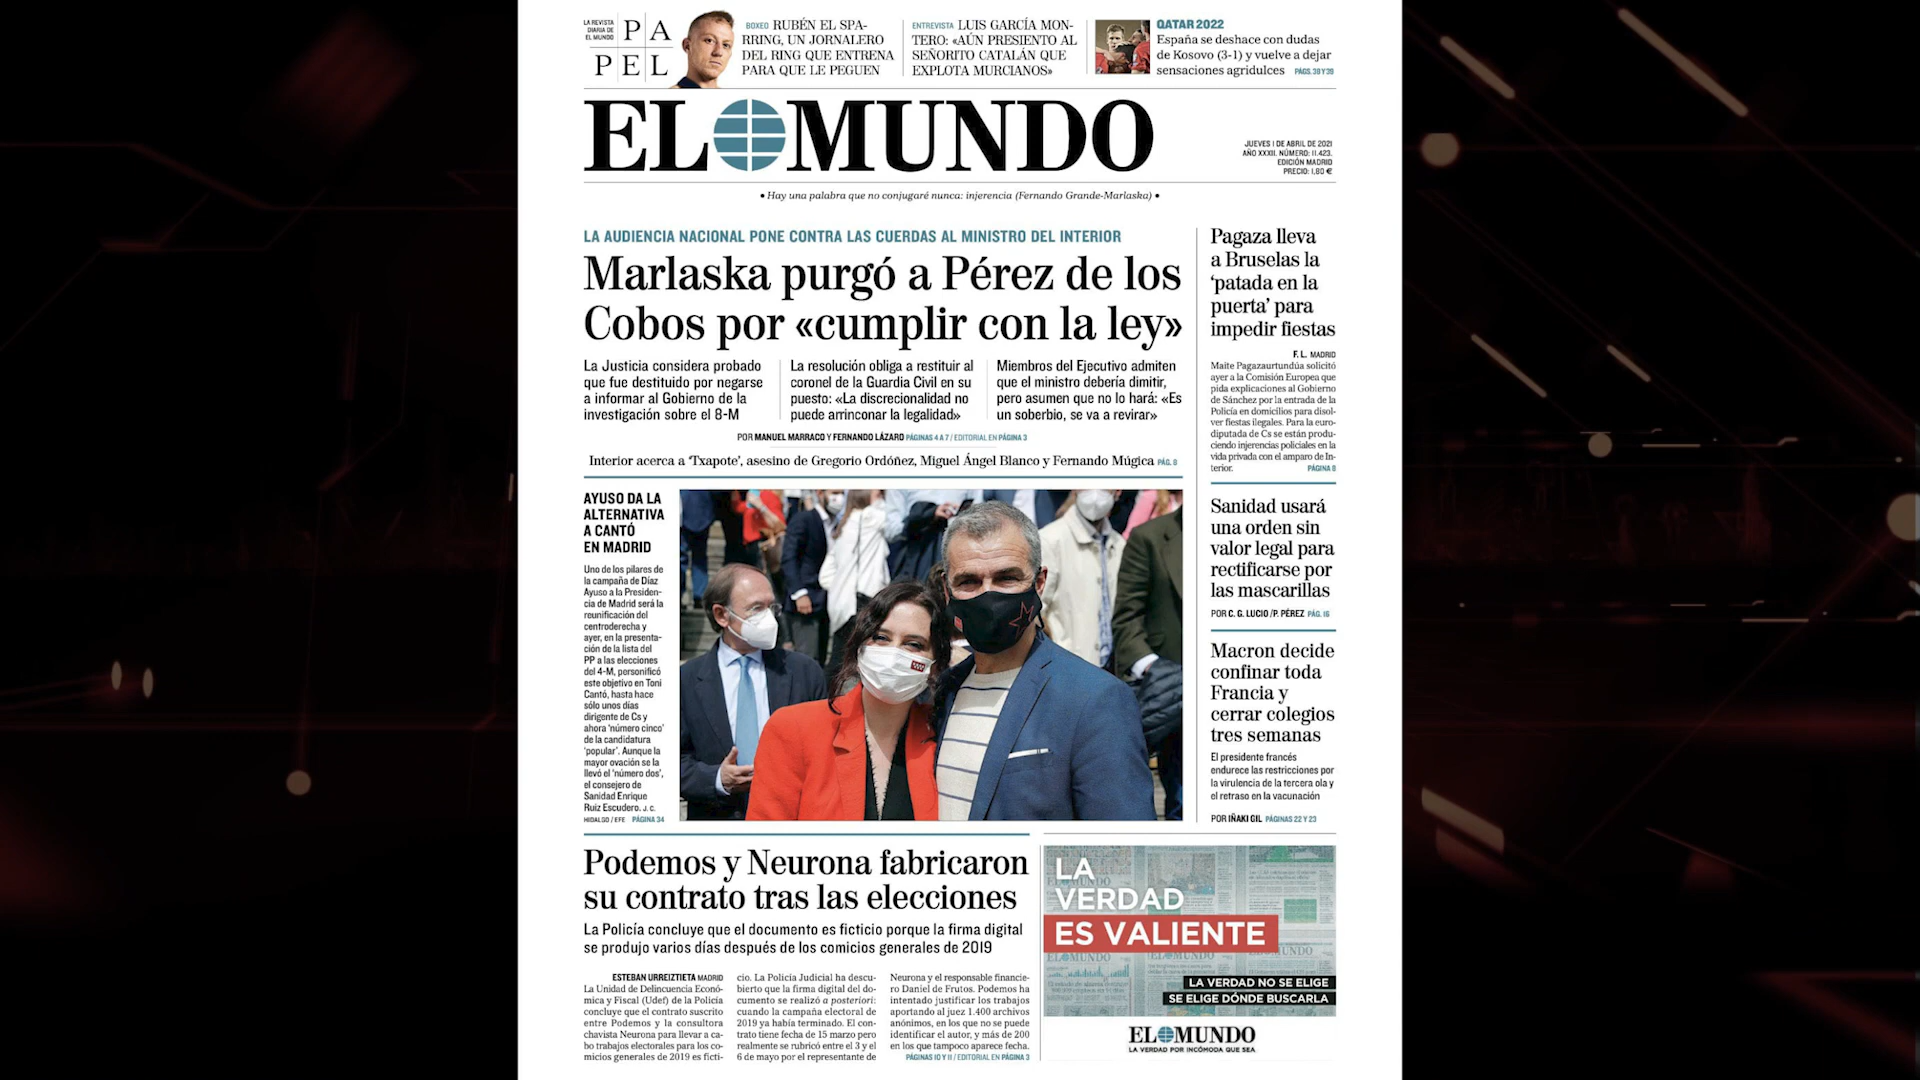 LA REVISTA
DIARIA DE
EL MUNDO
PA
PEL
BOXEO RUBÉN EL SPA-
RRING, UN JORNALERO
DEL RING QUE ENTRENA
PARA QUE LE PEGUEN
ENTREVISTA LUIS GARCÍA MON-
TERO: «AÚN PRESIENTO AL
SEÑORITO CATALÁN QUE
EXPLOTA MURCIANOS»
QATAR 2022
España se deshace con dudas
de Kosovo (3-1) y vuelve a dejar
sensaciones agridulces PÁGS. 38 Y 39
EL MUNDO
JUEVES 1 DE ABRIL DE 2021
AÑO XXXII. NÚMERO: 11.423.
EDICIÓN MADRID
PRECIO: 1,80 €
• Hay una palabra que no conjugaré nunca: injerencia (Fernando Grande-Marlaska) •
LA AUDIENCIA NACIONAL PONE CONTRA LAS CUERDAS AL MINISTRO DEL INTERIOR
Marlaska purgó a Pérez de los
Cobos por «cumplir con la ley»
La Justicia considera probado
que fue destituido por negarse
a informar al Gobierno de la
investigación sobre el 8-M
La resolución obliga a restituir al
coronel de la Guardia Civil en su
puesto: «La discrecionalidad no
puede arrinconar la legalidad»
Miembros del Ejecutivo admiten
que el ministro debería dimitir,
pero asumen que no lo hará: «Es
un soberbio, se va a revirar»
POR MANUEL MARRACO Y FERNANDO LÁZARO PÁGINAS 4 A 7 / EDITORIAL EN PÁGINA 3
Interior acerca a ‘Txapote’, asesino de Gregorio Ordóñez, Miguel Ángel Blanco y Fernando Múgica PÁG. 8
AYUSO DA LA
ALTERNATIVA
A CANTÓ
EN MADRID
Uno de los pilares de
la campaña de Díaz
Ayuso a la Presiden-
cia de Madrid será la
reunificación del
centroderecha y
ayer, en la presenta-
ción de la lista del
PP a las elecciones
del 4-M, personificó
este objetivo en Toni
Cantó, hasta hace
sólo unos días
dirigente de Cs y
ahora ‘número cinco’
de la candidatura
‘popular’. Aunque la
mayor ovación se la
llevó el ‘número dos’,
el consejero de
Sanidad Enrique
Ruiz Escudero. J. C.
HIDALGO / EFE PÁGINA 34
Pagaza lleva
a Bruselas la
‘patada en la
puerta’ para
impedir fiestas
F. L. MADRID
Maite Pagazaurtundúa solicitó
ayer a la Comisión Europea que
pida explicaciones al Gobierno
de Sánchez por la entrada de la
Policía en domicilios para disol-
ver fiestas ilegales. Para la euro-
diputada de Cs se están produ-
ciendo injerencias policiales en la
vida privada con el amparo de In-
terior. PÁGINA 8
Sanidad usará
una orden sin
valor legal para
rectificarse por
las mascarillas
POR C. G. LUCIO /P. PÉREZ PÁG. 16
Macron decide
confinar toda
Francia y
cerrar colegios
tres semanas
El presidente francés
endurece las restricciones por
la virulencia de la tercera ola y
el retraso en la vacunación
POR IÑAKI GIL PÁGINAS 22 Y 23
Podemos y Neurona fabricaron
su contrato tras las elecciones
La Policía concluye que el documento es ficticio porque la firma digital
se produjo varios días después de los comicios generales de 2019
ESTEBAN URREIZTIETA MADRID
La Unidad de Delincuencia Econó-
mica y Fiscal (Udef) de la Policía
concluye que el contrato suscrito
entre Podemos y la consultora
chavista Neurona para llevar a ca-
bo trabajos electorales para los co-
micios generales de 2019 es ficti-
cio. La Policía Judicial ha descu-
bierto que la firma digital del do-
cumento se realizó a posteriori:
cuando la campaña electoral de
2019 ya había terminado. El con-
trato tiene fecha de 15 marzo pero
realmente se rubricó entre el 3 y el
6 de mayo por el representante de
Neurona y el responsable financie-
ro Daniel de Frutos. Podemos ha
intentado justificar los trabajos
aportando al juez 1.400 archivos
anónimos, en los que no se puede
identificar el autor, y más de 200
en los que tampoco aparece fecha.
PÁGINAS 10 Y 11 / EDITORIAL EN PÁGINA 3
LA
VERDAD
ES VALIENTE
LA VERDAD NO SE ELIGE
SE ELIGE DÓNDE BUSCARLA
EL MUNDO
LA VERDAD POR INCÓMODA QUE SEA